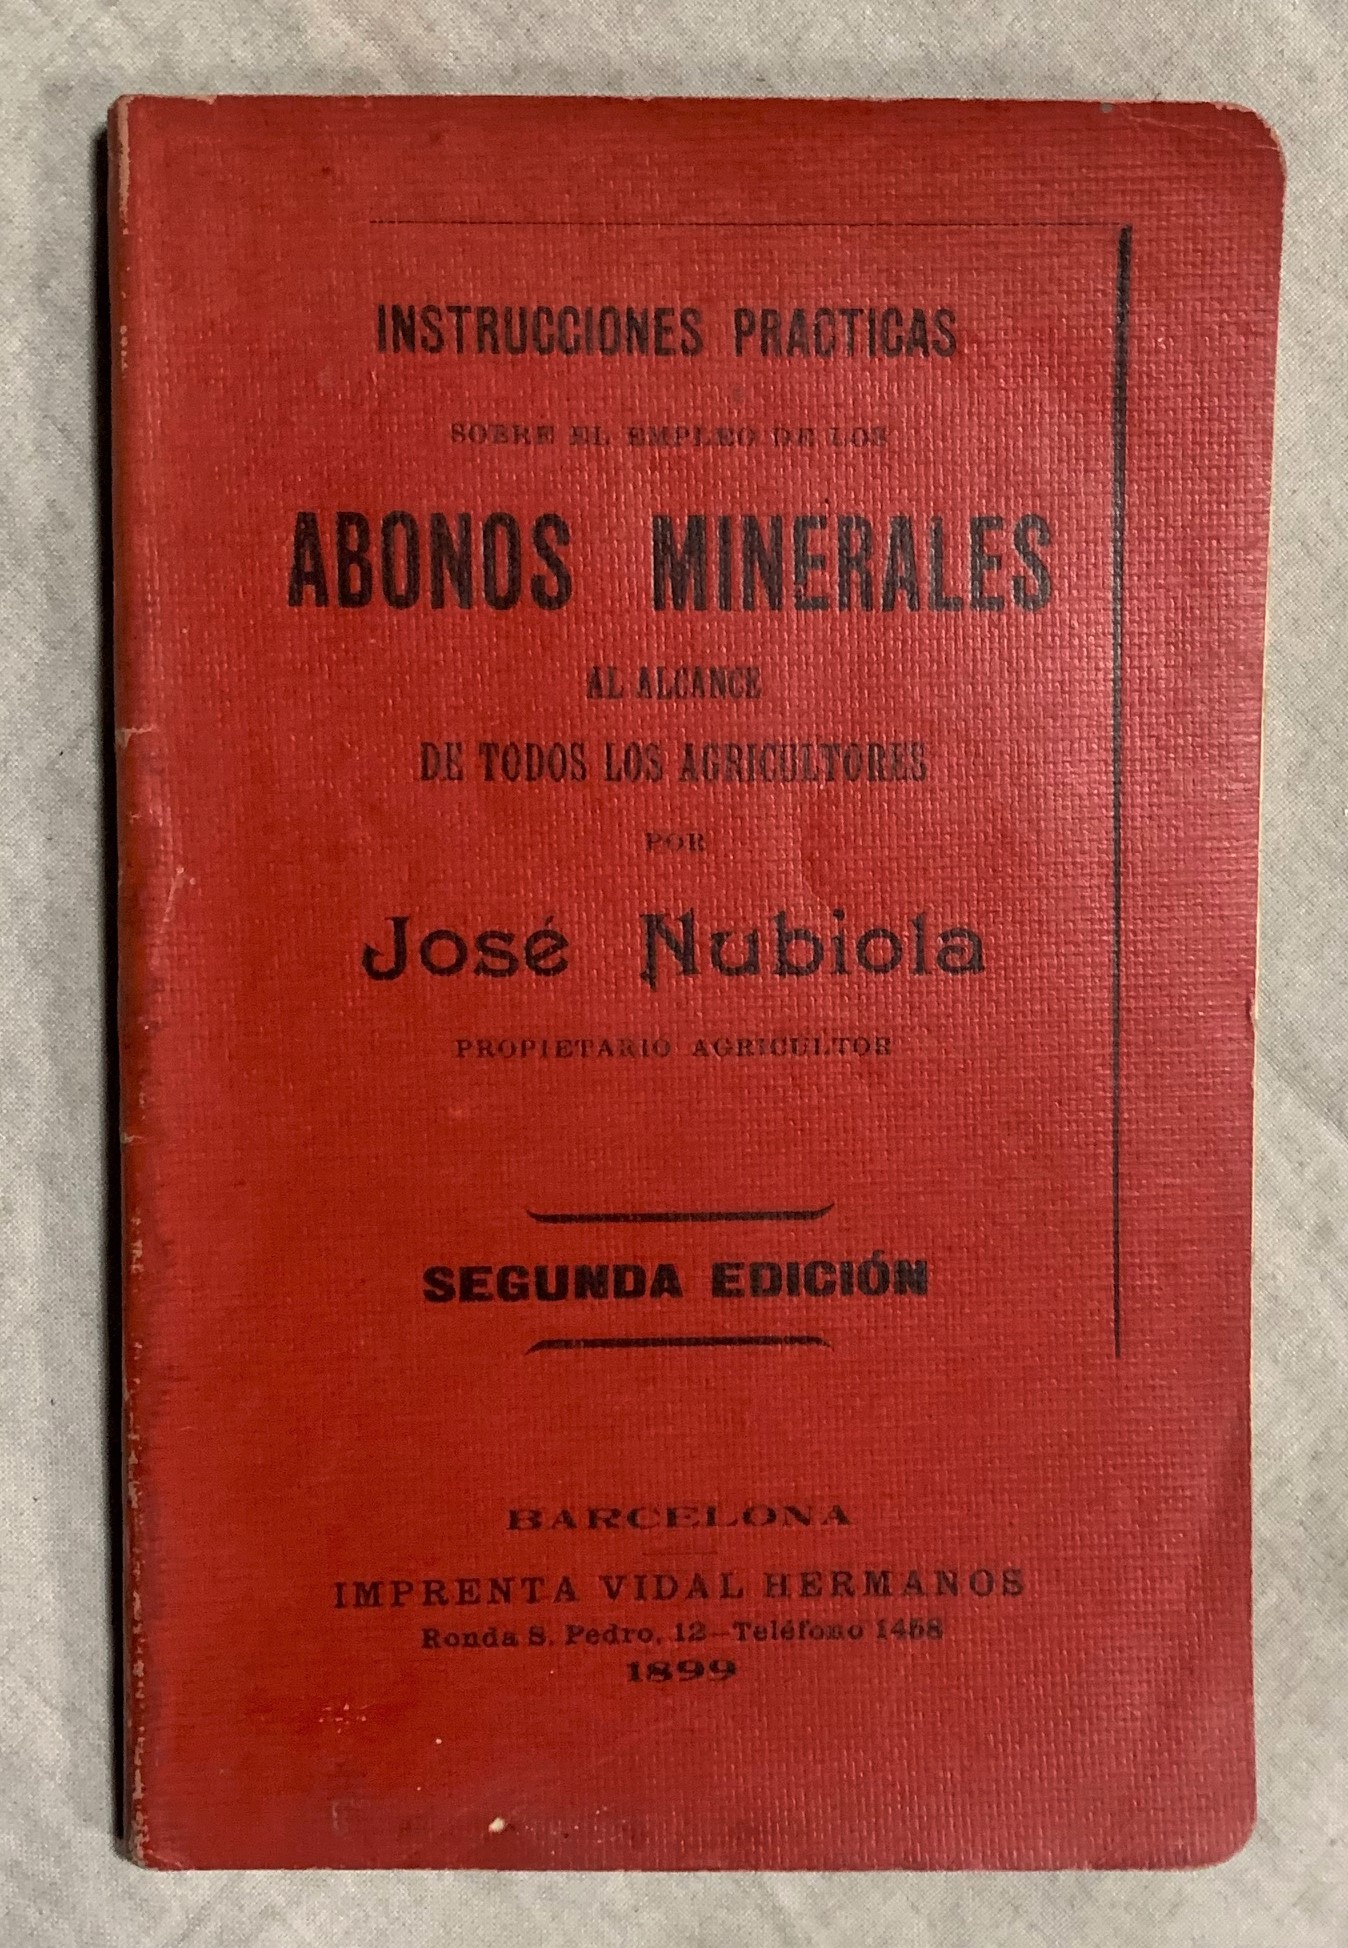 INSTRUCCIONES PRACTICAS
SOBRE EL EMPLEO DE LOS
ABONOS MINERALES
AL ALCANCE
DE TODOS LOS AGRICULTORES
POR
José Nubiola
PROPIETARIO AGRICULTOR
SEGUNDA EDICIÓN
BARCELONA
IMPRENTA VIDAL HERMANOS
Ronda S. Pedro, 12—Teléfono 1458
1899